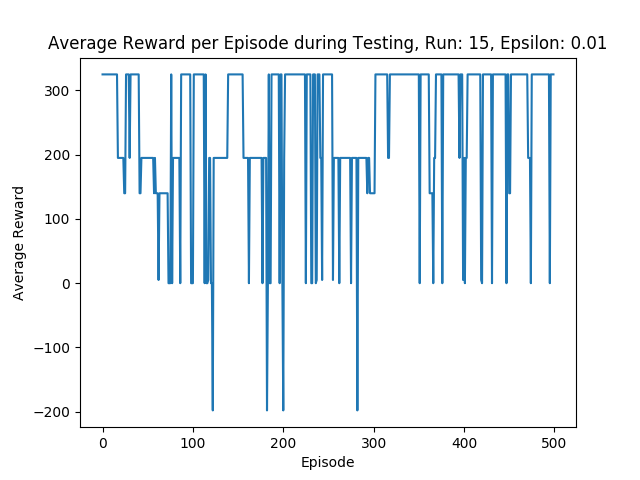 Average Reward per Episode during Testing, Run: 15, Epsilon: 0.01
Average Reward
300
200
100
0
−100
−200
0 100 200 300 400 500
Episode